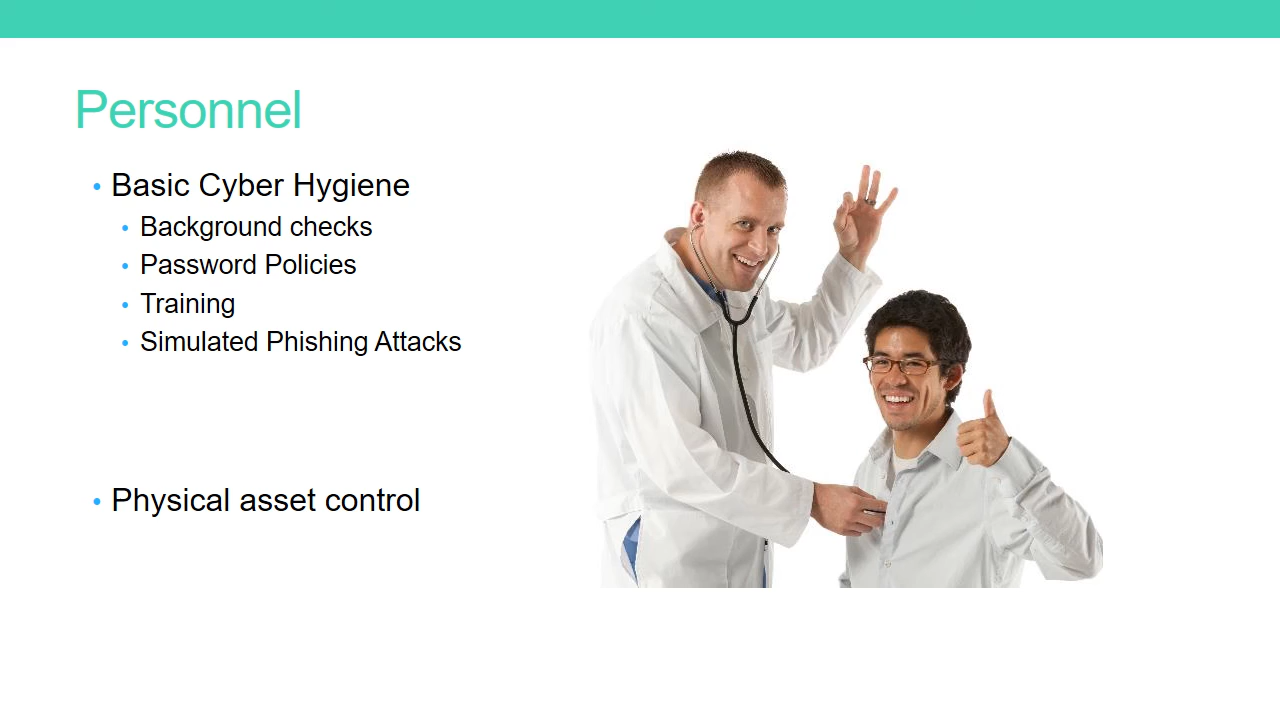 Personnel
Basic Cyber Hygiene
Background checks
Password Policies
Training
Simulated Phishing Attacks
Physical asset control